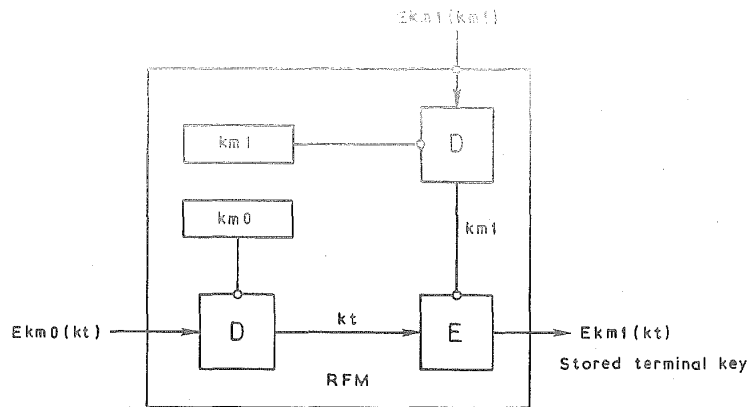 Ekm1(km1)
km1
D
km0
km1
Ekm0(kt)
D
kt
E
Ekm1(kt)
Stored terminal key
RFM